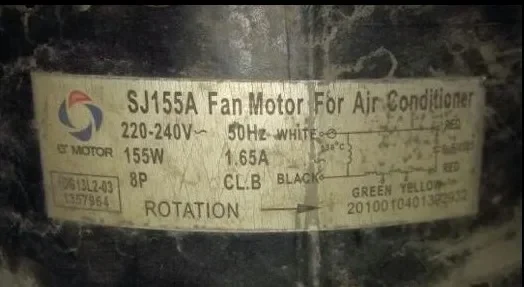 SJ155A Fan Motor For Air Conditioner
220-240V~ 50Hz WHITE RED
MOTOR 155W 1.65A
8P CL.B BLACK RED
1357964
GREEN YELLOW
ROTATION